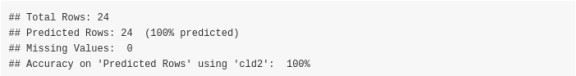 ## Total Rows: 24
## Predicted Rows: 24  (100% predicted)
## Missing Values:  0
## Accuracy on 'Predicted Rows' using 'cld2':  100%